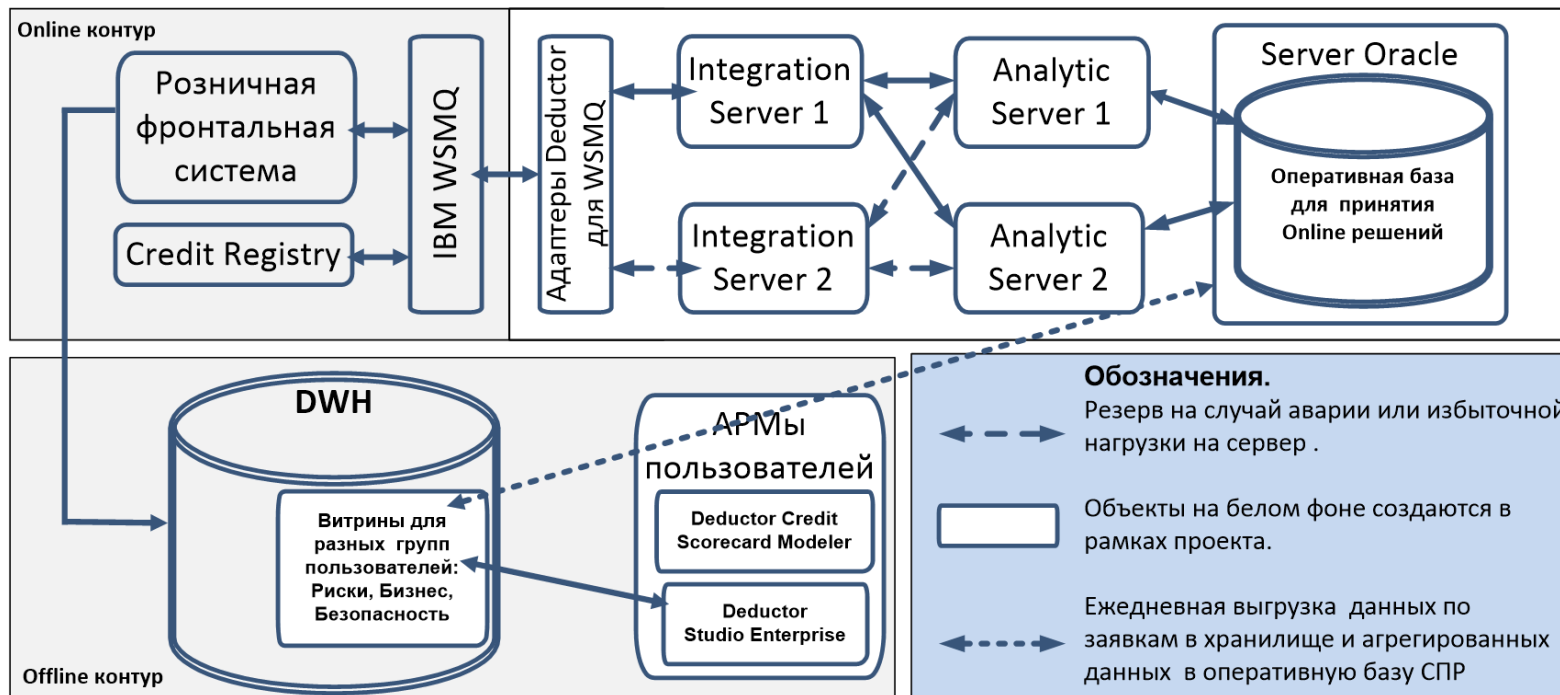 Online контур
Розничная
фронтальная
система
Credit Registry
IBM WSMQ
Адаптеры Deductor
для WSMQ
Integration
Server 1
Integration
Server 2
Analytic
Server 1
Analytic
Server 2
Server Oracle
Оперативная база
для принятия
Online решений
DWH
Витрины для
разных групп
пользователей:
Риски, Бизнес,
Безопасность
Offline контур
АРМы
пользователей
Deductor Credit
Scorecard Modeler
Deductor
Studio Enterprise
Обозначения.
Резерв на случай аварии или избыточной
нагрузки на сервер .
Объекты на белом фоне создаются в
рамках проекта.
Ежедневная выгрузка данных по
заявкам в хранилище и агрегированных
данных в оперативную базу СПР